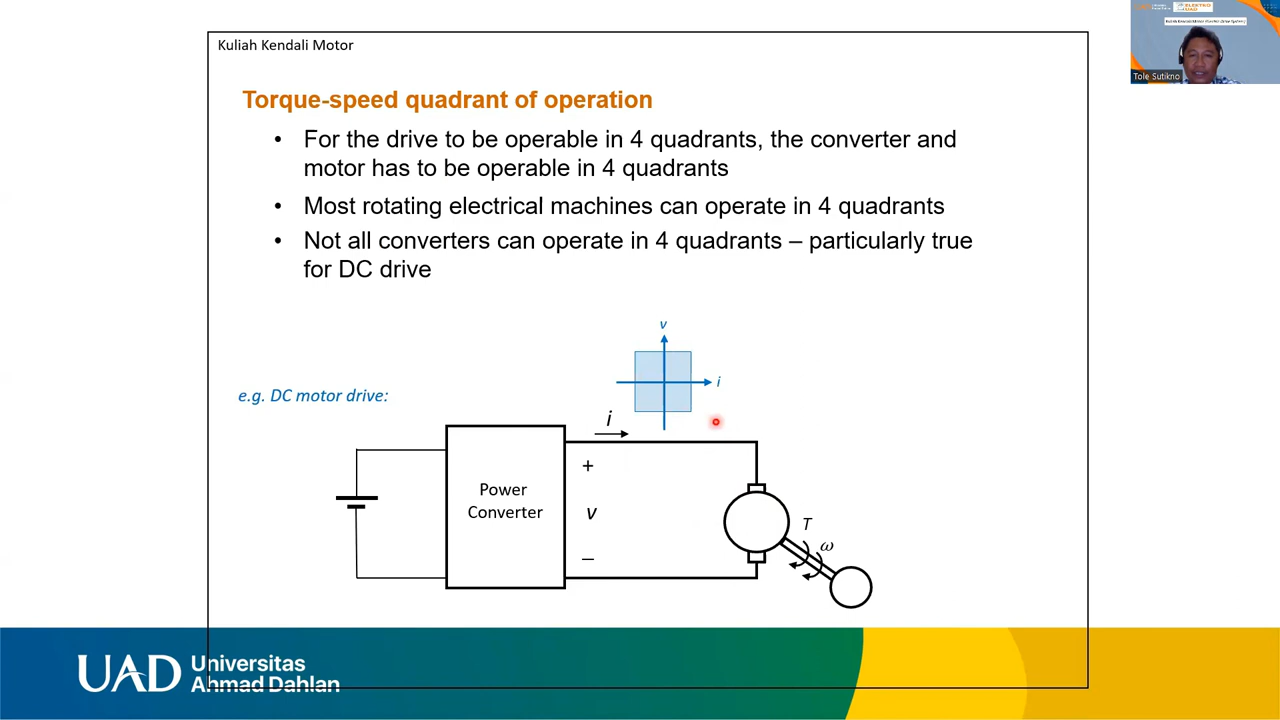 Kuliah Kendali Motor
Torque-speed quadrant of operation
• For the drive to be operable in 4 quadrants, the converter and
motor has to be operable in 4 quadrants
• Most rotating electrical machines can operate in 4 quadrants
• Not all converters can operate in 4 quadrants – particularly true
for DC drive
v
i
e.g. DC motor drive:
i
+
Power
Converter
v
–
T
ω
UAD Universitas
Ahmad Dahlan
Tole Sutikno